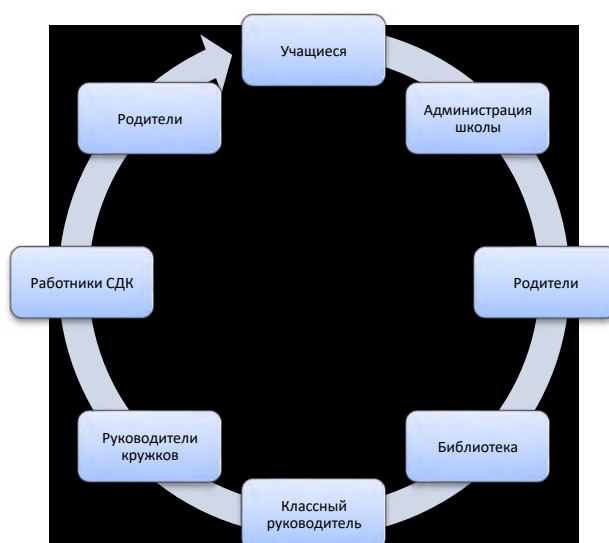 Учащиеся
Администрация
школы
Родители
Библиотека
Классный
руководитель
Руководители
кружков
Работники СДК
Родители